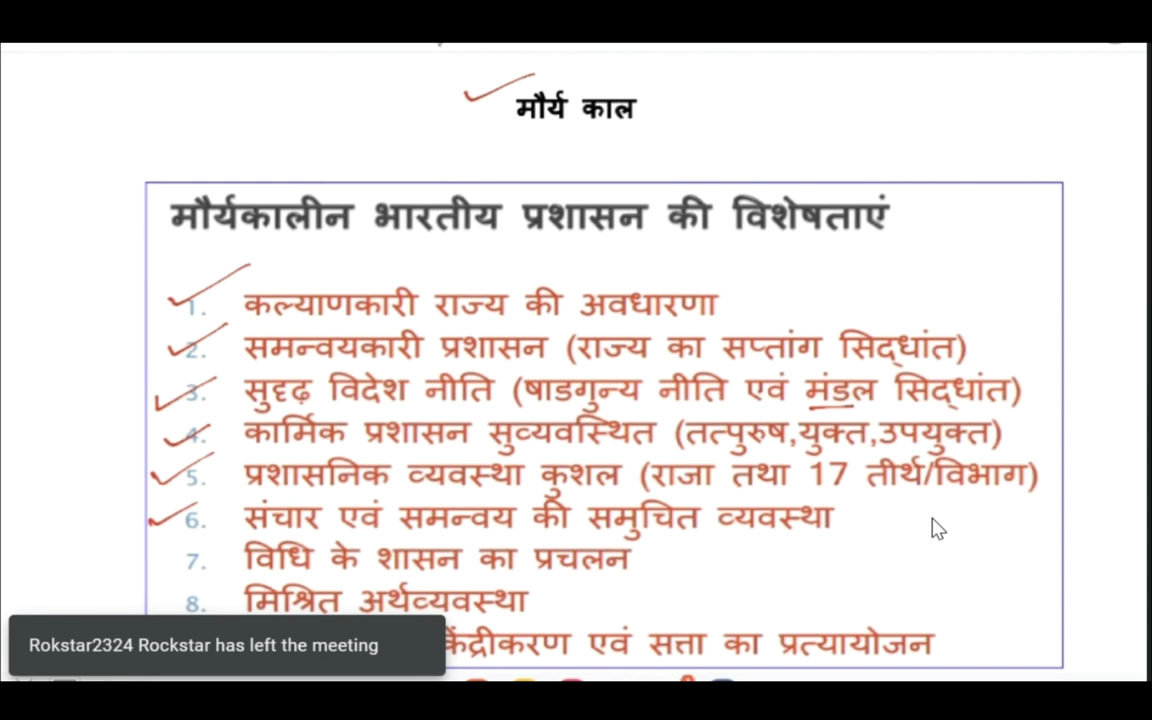 मौर्य काल
मौर्यकालीन भारतीय प्रशासन की विशेषताएं
1. कल्याणकारी राज्य की अवधारणा
2. समन्वयकारी प्रशासन (राज्य का सप्तांग सिद्धांत)
3. सुदृढ़ विदेश नीति (षाडगुन्य नीति एवं मंडल सिद्धांत)
4. कार्मिक प्रशासन सुव्यवस्थित (तत्पुरुष,युक्त,उपयुक्त)
5. प्रशासनिक व्यवस्था कुशल (राजा तथा 17 तीर्थ/विभाग)
6. संचार एवं समन्वय की समुचित व्यवस्था
7. विधि के शासन का प्रचलन
8. मिश्रित अर्थव्यवस्था
केंद्रीकरण एवं सत्ता का प्रत्यायोजन
Rokstar2324 Rockstar has left the meeting